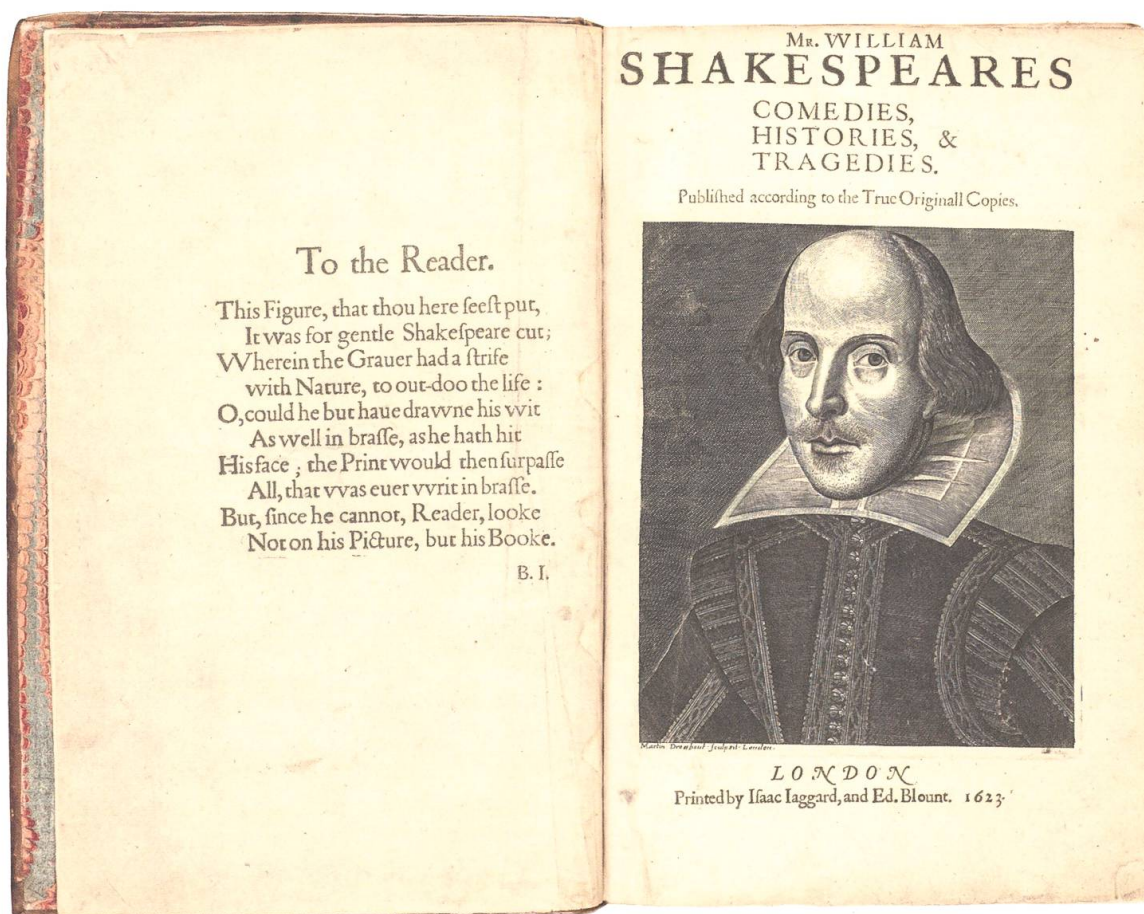 To the Reader.
This Figure, that thou here ſeeſt put,
It was for gentle Shakeſpeare cut;
Wherein the Grauer had a ſtrife
with Nature, to out-doo the life :
O, could he but haue dravvne his vvit
As well in braſſe, as he hath hit
His face ; the Print would then ſurpaſſe
All, that vvas euer vvrit in braſſe.
But, ſince he cannot, Reader, looke
Not on his Picture, but his Booke.
B. I.
Mr. WILLIAM
SHAKESPEARES
COMEDIES,
HISTORIES, &
TRAGEDIES.
Publiſhed according to the True Originall Copies.
Martin Droeshout ſculpsit London.
LONDON
Printed by Iſaac Iaggard, and Ed. Blount. 1623.